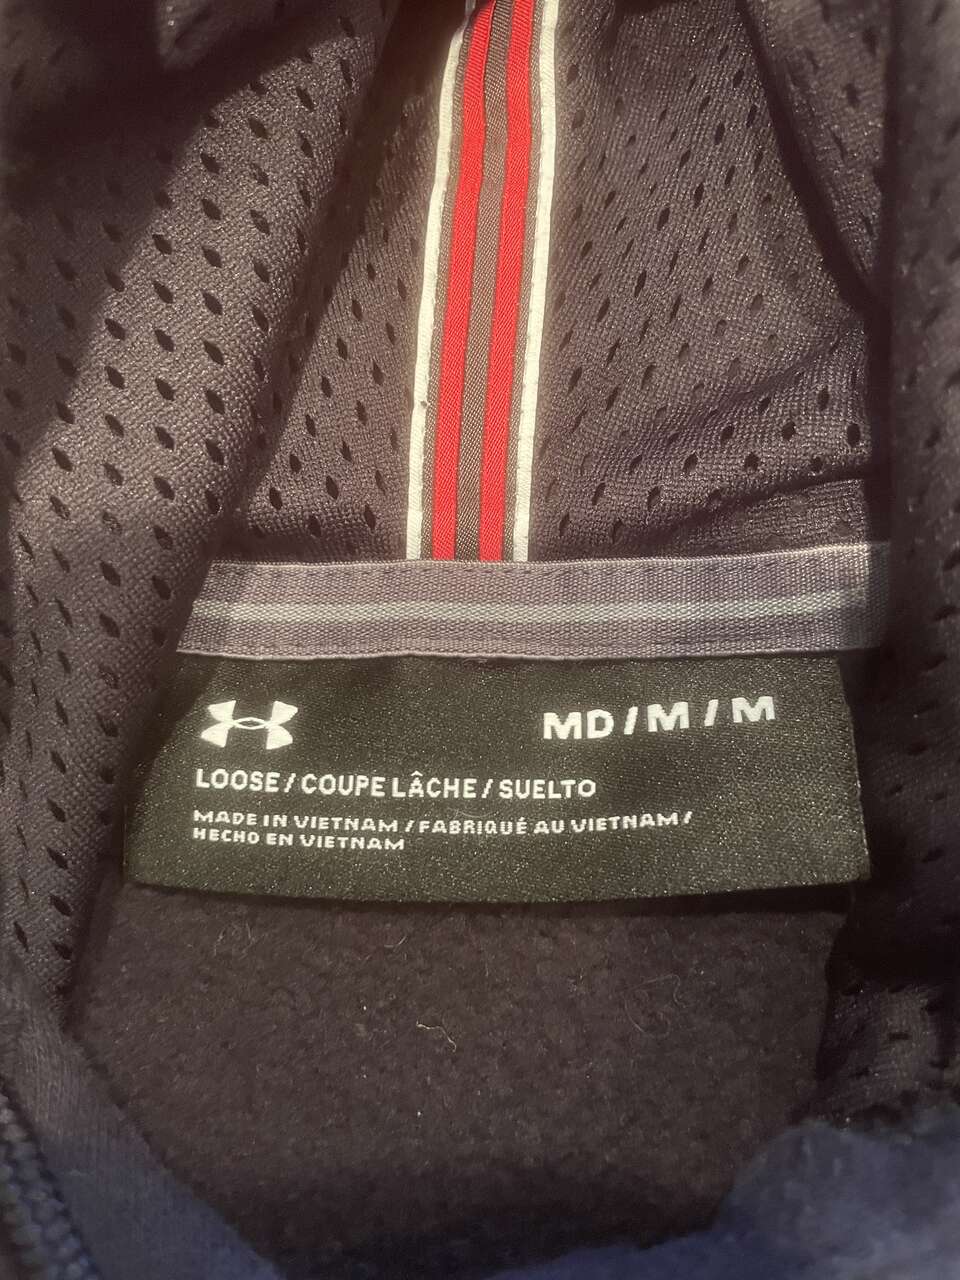 MD / M / M
LOOSE / COUPE LÂCHE / SUELTO
MADE IN VIETNAM / FABRIQUÉ AU VIETNAM /
HECHO EN VIETNAM